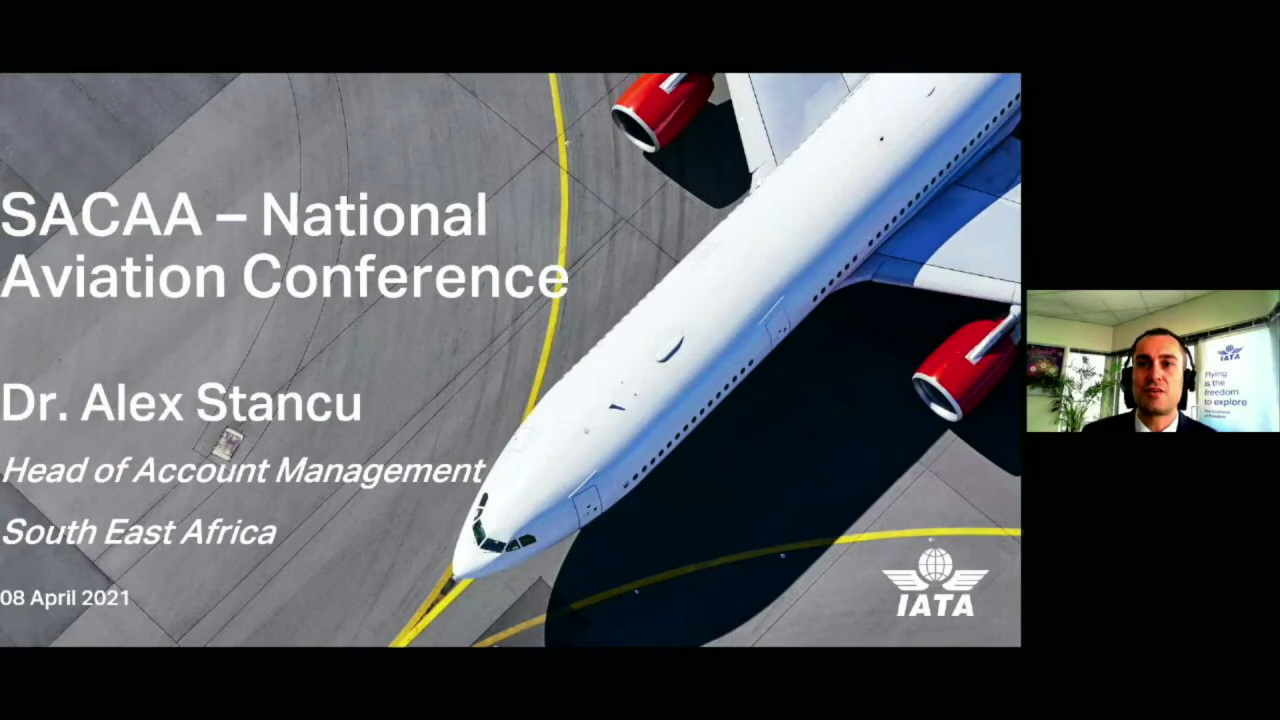 SACAA – National
Aviation Conference
Dr. Alex Stancu
Head of Account Management
South East Africa
08 April 2021
IATA
IATA
Flying
is the
freedom
to explore